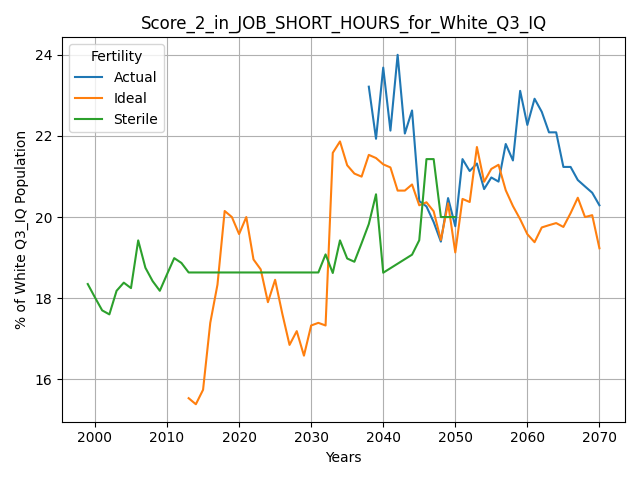 Score_2_in_JOB_SHORT_HOURS_for_White_Q3_IQ
Fertility
Actual
Ideal
Sterile
24
22
20
18
16
% of White Q3_IQ Population
2000 2010 2020 2030 2040 2050 2060 2070
Years